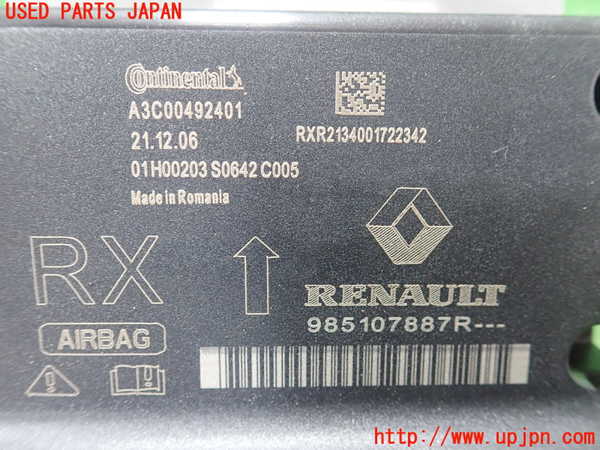 USED PARTS JAPAN
Continental
A3C00492401
21.12.06
01H00203 S0642 C005
Made in Romania
RXR2134001722342
RX
AIRBAG
RENAULT
985107887R---
http://www.upjpn.com/